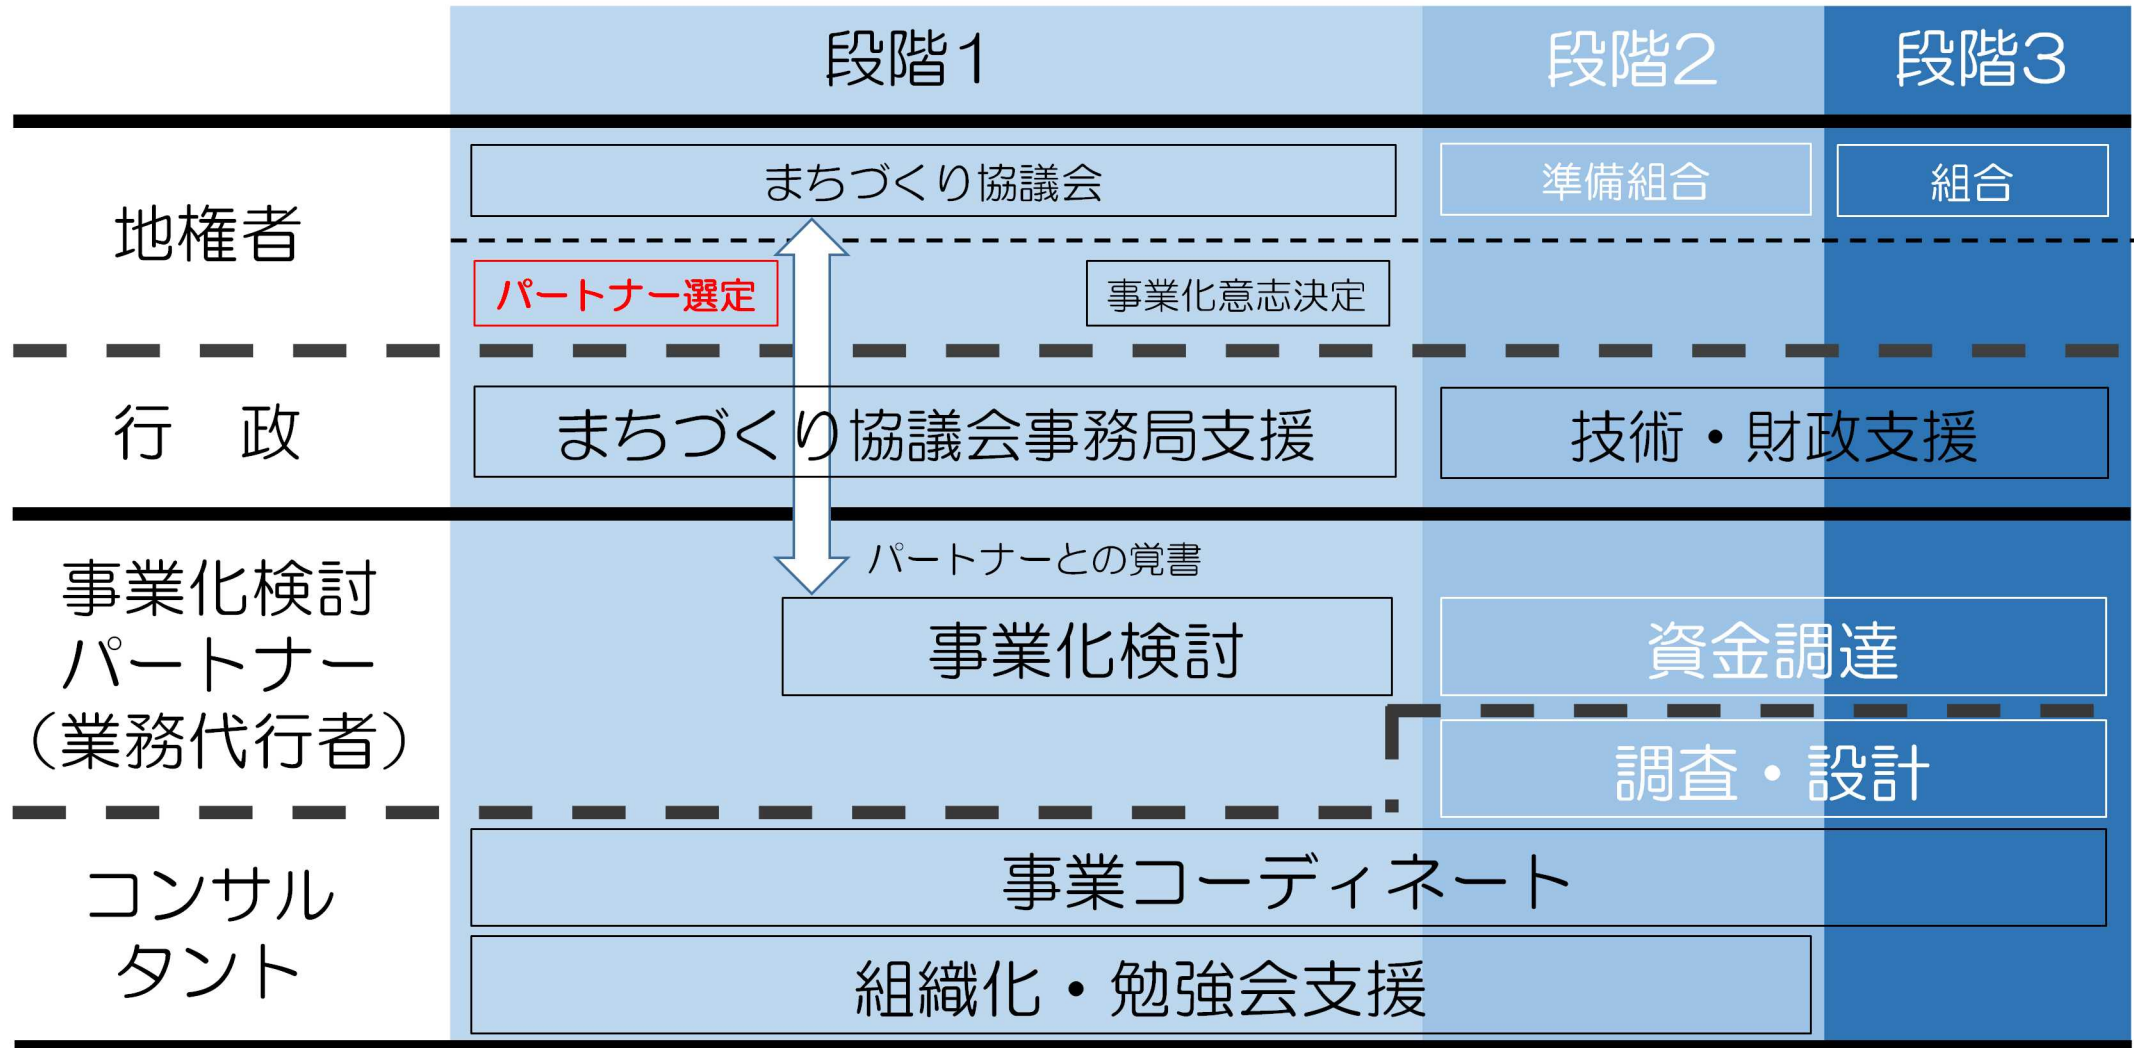 段階1
段階2
段階3
地権者
まちづくり協議会
準備組合
組合
パートナー選定
事業化意志決定
行　政
まちづくり協議会事務局支援
技術・財政支援
事業化検討
パートナー
（業務代行者）
パートナーとの覚書
事業化検討
資金調達
調査・設計
コンサル
タント
事業コーディネート
組織化・勉強会支援